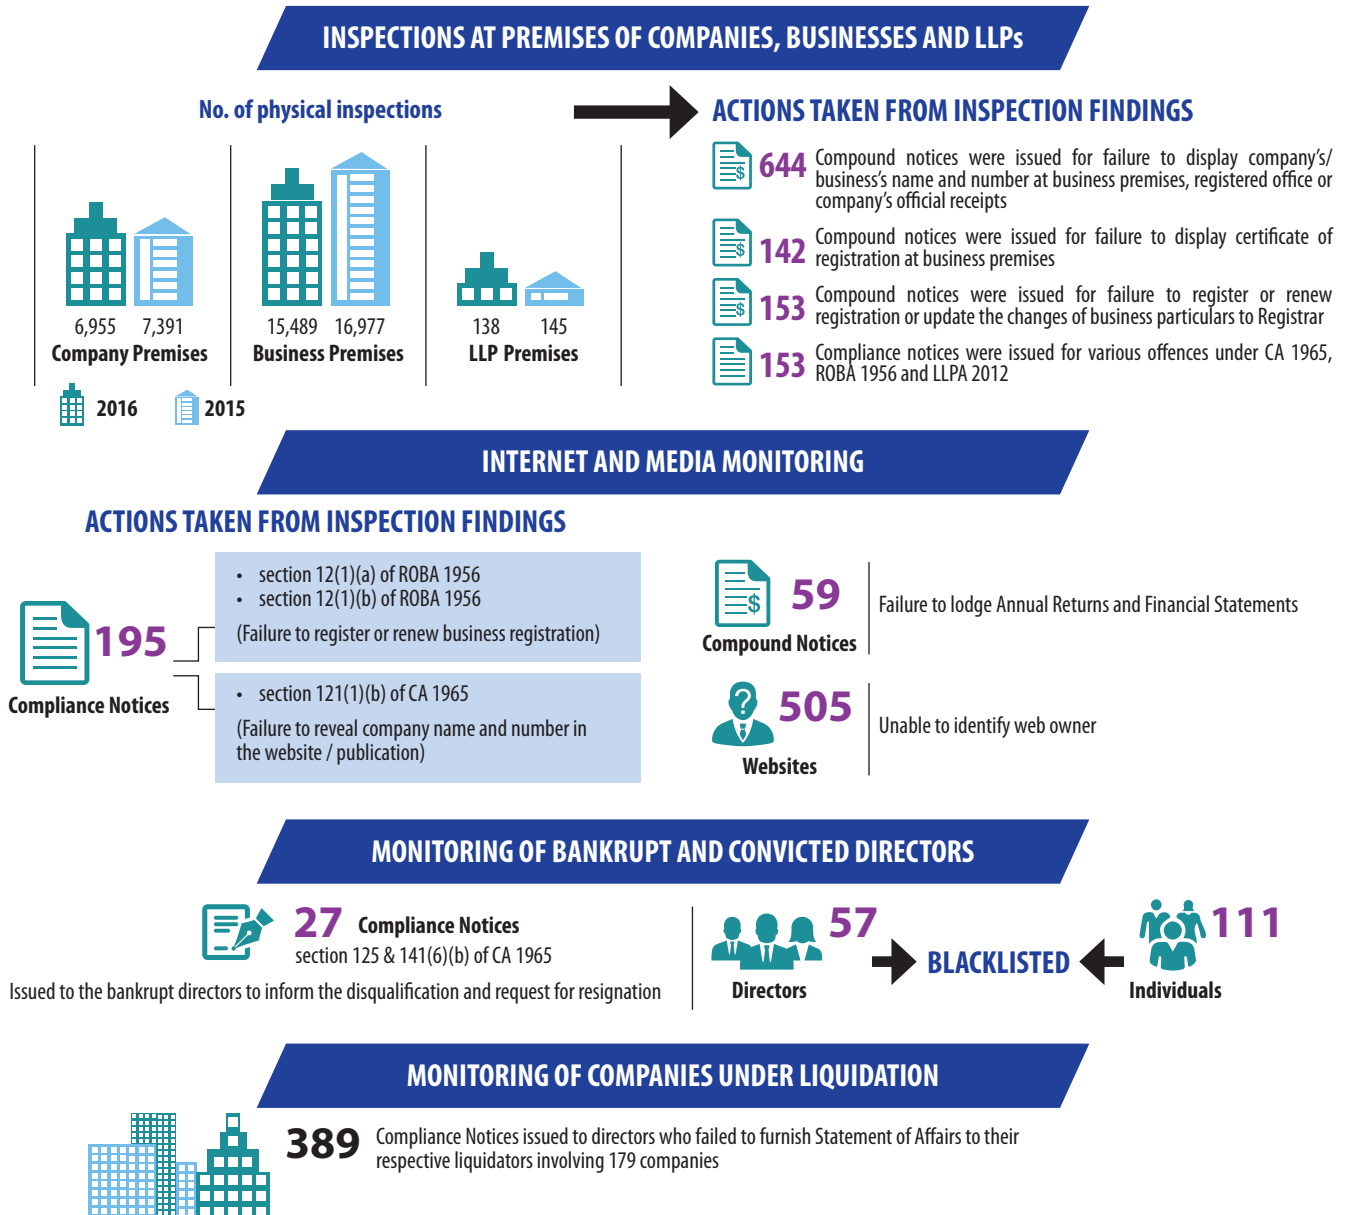 INSPECTIONS AT PREMISES OF COMPANIES, BUSINESSES AND LLPs
No. of physical inspections
6,955 7,391
Company Premises
15,489 16,977
Business Premises
138 145
LLP Premises
2016
2015
ACTIONS TAKEN FROM INSPECTION FINDINGS
644 Compound notices were issued for failure to display company's/
business's name and number at business premises, registered office or
company's official receipts
142 Compound notices were issued for failure to display certificate of
registration at business premises
153 Compound notices were issued for failure to register or renew
registration or update the changes of business particulars to Registrar
153 Compliance notices were issued for various offences under CA 1965,
ROBA 1956 and LLPA 2012
INTERNET AND MEDIA MONITORING
ACTIONS TAKEN FROM INSPECTION FINDINGS
195
Compliance Notices
• section 12(1)(a) of ROBA 1956
• section 12(1)(b) of ROBA 1956
(Failure to register or renew business registration)
• section 121(1)(b) of CA 1965
(Failure to reveal company name and number in
the website / publication)
$ 59
Compound Notices
Failure to lodge Annual Returns and Financial Statements
? 505
Websites
Unable to identify web owner
MONITORING OF BANKRUPT AND CONVICTED DIRECTORS
27 Compliance Notices
section 125 & 141(6)(b) of CA 1965
Issued to the bankrupt directors to inform the disqualification and request for resignation
57
Directors
BLACKLISTED
111
Individuals
MONITORING OF COMPANIES UNDER LIQUIDATION
389 Compliance Notices issued to directors who failed to furnish Statement of Affairs to their
respective liquidators involving 179 companies